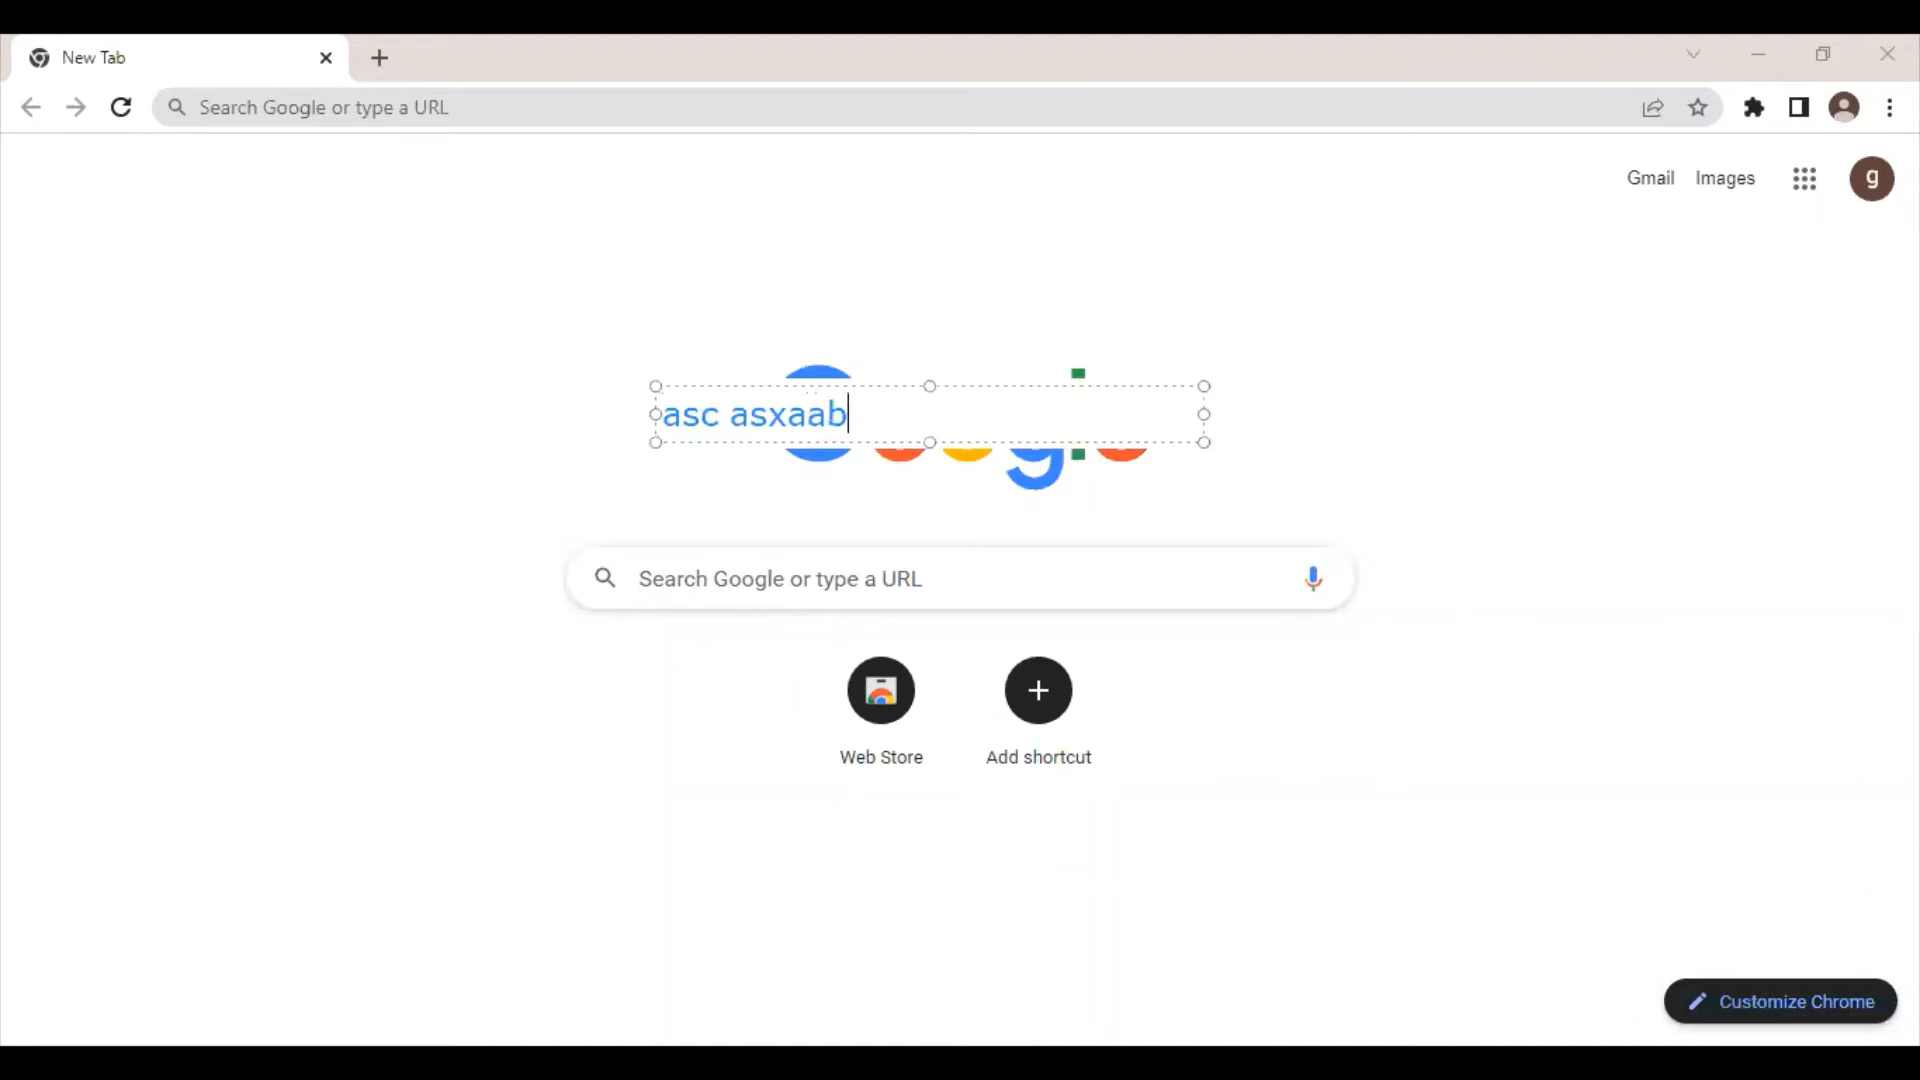 New Tab
Search Google or type a URL
Gmail Images
g
asc asxaab
Search Google or type a URL
Web Store Add shortcut
Customize Chrome